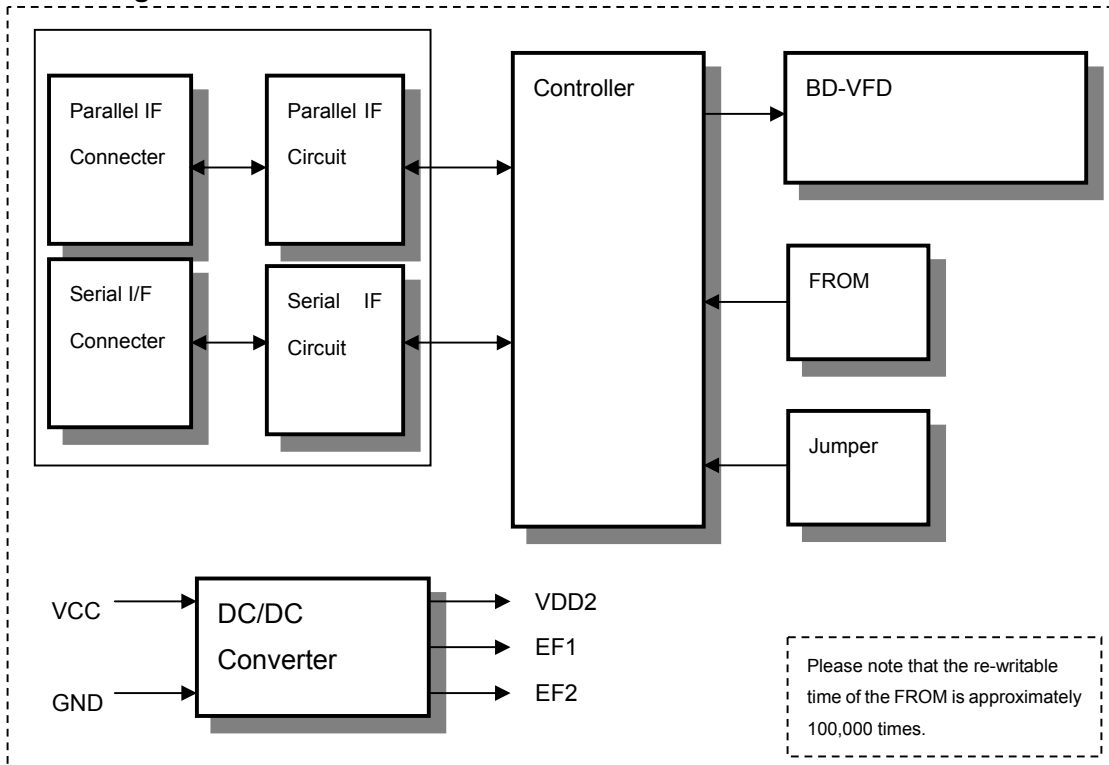 Parallel IF
Connecter
Parallel IF
Circuit
Serial I/F
Connecter
Serial IF
Circuit
Controller
BD-VFD
FROM
Jumper
VCC
GND
DC/DC
Converter
VDD2
EF1
EF2
Please note that the re-writable
time of the FROM is approximately
100,000 times.